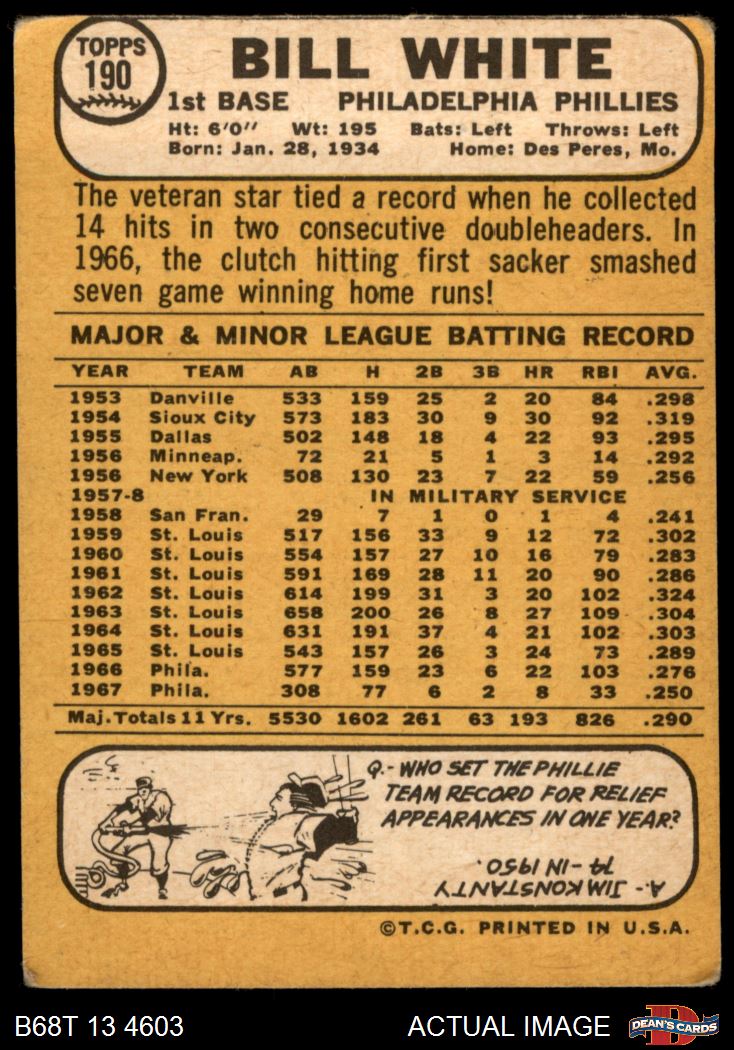 TOPPS
190
BILL WHITE
1st BASE PHILADELPHIA PHILLIES
Ht: 6'0" Wt: 195 Bats: Left Throws: Left
Born: Jan. 28, 1934 Home: Des Peres, Mo.
The veteran star tied a record when he collected
14 hits in two consecutive doubleheaders. In
1966, the clutch hitting first sacker smashed
seven game winning home runs!
MAJOR & MINOR LEAGUE BATTING RECORD
YEAR TEAM AB H 2B 3B HR RBI AVG.
1953 Danville 533 159 25 2 20 84 .298
1954 Sioux City 573 183 30 9 30 92 .319
1955 Dallas 502 148 18 4 22 93 .295
1956 Minneap. 72 21 5 1 3 14 .292
1956 New York 508 130 23 7 22 59 .256
1957-8 IN MILITARY SERVICE
1958 San Fran. 29 7 1 0 1 4 .241
1959 St. Louis 517 156 33 9 12 72 .302
1960 St. Louis 554 157 27 10 16 79 .283
1961 St. Louis 591 169 28 11 20 90 .286
1962 St. Louis 614 199 31 3 20 102 .324
1963 St. Louis 658 200 26 8 27 109 .304
1964 St. Louis 631 191 37 4 21 102 .303
1965 St. Louis 543 157 26 3 24 73 .289
1966 Phila. 577 159 23 6 22 103 .276
1967 Phila. 308 77 6 2 8 33 .250
Maj. Totals 11 Yrs. 5530 1602 261 63 193 826 .290
Q.- WHO SET THE PHILLIE
TEAM RECORD FOR RELIEF
APPEARANCES IN ONE YEAR?
A.- JIM KONSTANTY
74 - IN 1950.
©T.C.G. PRINTED IN U.S.A.
B68T 13 4603 ACTUAL IMAGE
D
DEAN'S CARDS